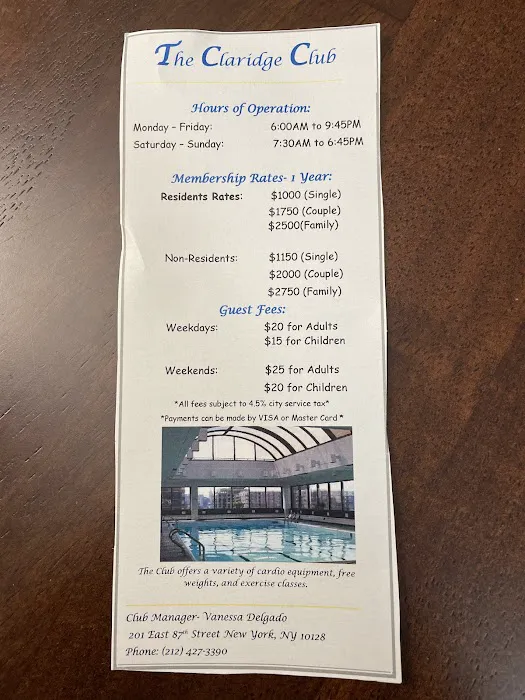 The Claridge Club
Hours of Operation:
Monday – Friday: 6:00AM to 9:45PM
Saturday – Sunday: 7:30AM to 6:45PM
Membership Rates- 1 Year:
Residents Rates: $1000 (Single)
$1750 (Couple)
$2500(Family)
Non-Residents: $1150 (Single)
$2000 (Couple)
$2750 (Family)
Guest Fees:
Weekdays: $20 for Adults
$15 for Children
Weekends: $25 for Adults
$20 for Children
*All fees subject to 4.5% city service tax*
*Payments can be made by VISA or Master Card *
The Club offers a variety of cardio equipment, free
weights, and exercise classes.
Club Manager- Vanessa Delgado
201 East 87th Street New York, NY 10128
Phone: (212) 427-3390